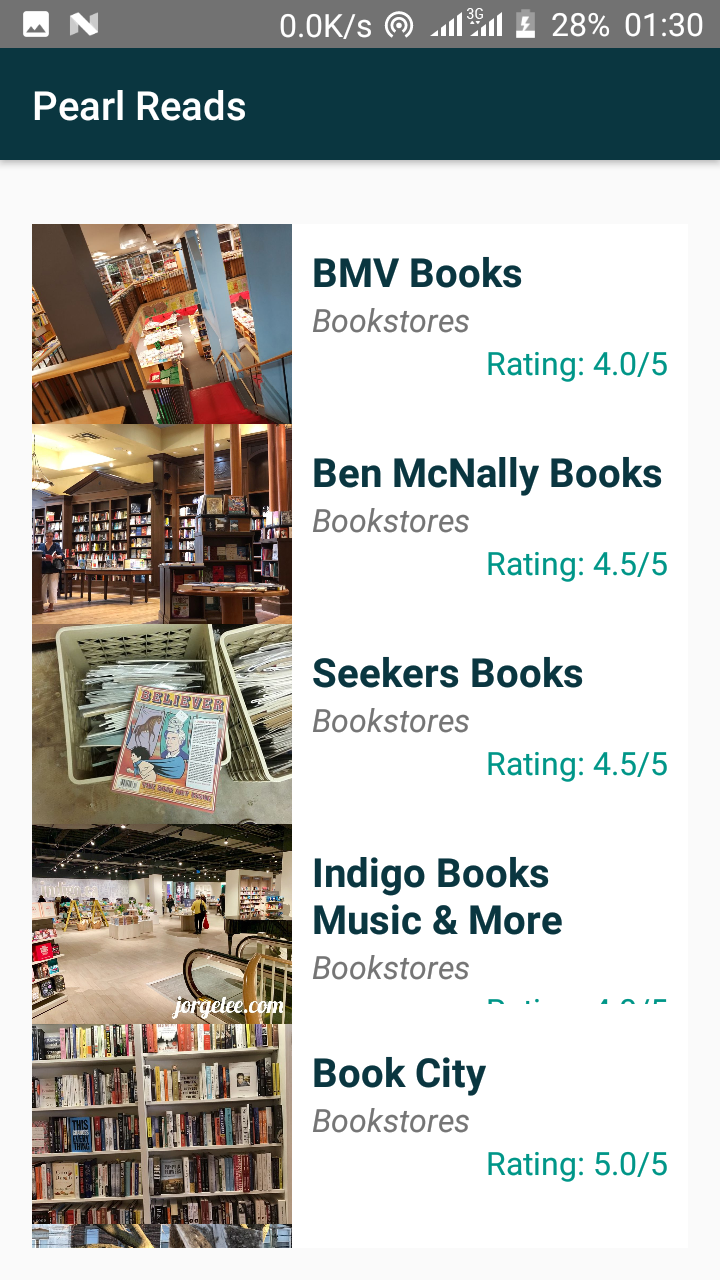 0.0K/s 3G 28% 01:30
Pearl Reads
BMV Books
Bookstores
Rating: 4.0/5
Ben McNally Books
Bookstores
Rating: 4.5/5
BELIEVER
Seekers Books
Bookstores
Rating: 4.5/5
Indigo Books
Music & More
Bookstores
jorgelee.com
Book City
Bookstores
Rating: 5.0/5